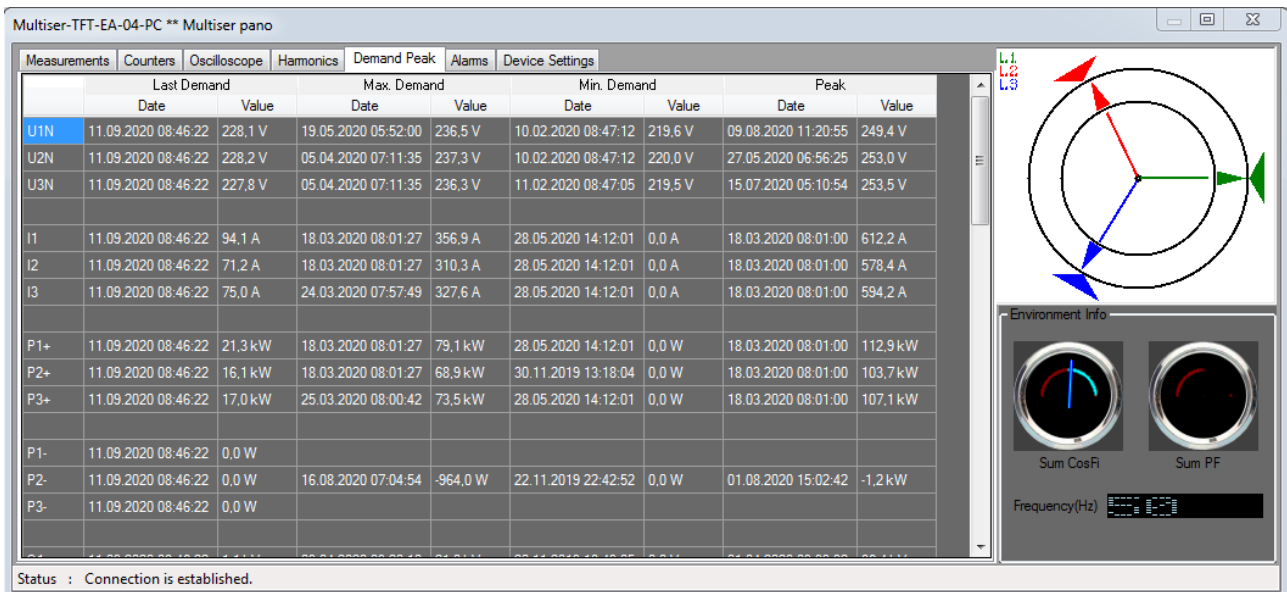 Multiser-TFT-EA-04-PC ** Multiser pano
Measurements Counters Oscilloscope Harmonics Demand Peak Alarms Device Settings
Last Demand Max. Demand Min. Demand Peak
Date Value Date Value Date Value Date Value
U1N 11.09.2020 08:46:22 228,1 V 19.05.2020 05:52:00 236,5 V 10.02.2020 08:47:12 219,6 V 09.08.2020 11:20:55 249,4 V
U2N 11.09.2020 08:46:22 228,2 V 05.04.2020 07:11:35 237,3 V 10.02.2020 08:47:12 220,0 V 27.05.2020 06:56:25 253,0 V
U3N 11.09.2020 08:46:22 227,8 V 05.04.2020 07:11:35 236,3 V 11.02.2020 08:47:05 219,5 V 15.07.2020 05:10:54 253,5 V
I1 11.09.2020 08:46:22 94,1 A 18.03.2020 08:01:27 356,9 A 28.05.2020 14:12:01 0,0 A 18.03.2020 08:01:00 612,2 A
I2 11.09.2020 08:46:22 71,2 A 18.03.2020 08:01:27 310,3 A 28.05.2020 14:12:01 0,0 A 18.03.2020 08:01:00 578,4 A
I3 11.09.2020 08:46:22 75,0 A 24.03.2020 07:57:49 327,6 A 28.05.2020 14:12:01 0,0 A 18.03.2020 08:01:00 594,2 A
P1+ 11.09.2020 08:46:22 21,3 kW 18.03.2020 08:01:27 79,1 kW 28.05.2020 14:12:01 0,0 W 18.03.2020 08:01:00 112,9 kW
P2+ 11.09.2020 08:46:22 16,1 kW 18.03.2020 08:01:27 68,9 kW 30.11.2019 13:18:04 0,0 W 18.03.2020 08:01:00 103,7 kW
P3+ 11.09.2020 08:46:22 17,0 kW 25.03.2020 08:00:42 73,5 kW 28.05.2020 14:12:01 0,0 W 18.03.2020 08:01:00 107,1 kW
P1- 11.09.2020 08:46:22 0,0 W
P2- 11.09.2020 08:46:22 0,0 W 16.08.2020 07:04:54 -964,0 W 22.11.2019 22:42:52 0,0 W 01.08.2020 15:02:42 -1,2 kW
P3- 11.09.2020 08:46:22 0,0 W
L1
L2
L3
Environment Info
Sum CosFi Sum PF
Frequency(Hz)
Status : Connection is established.